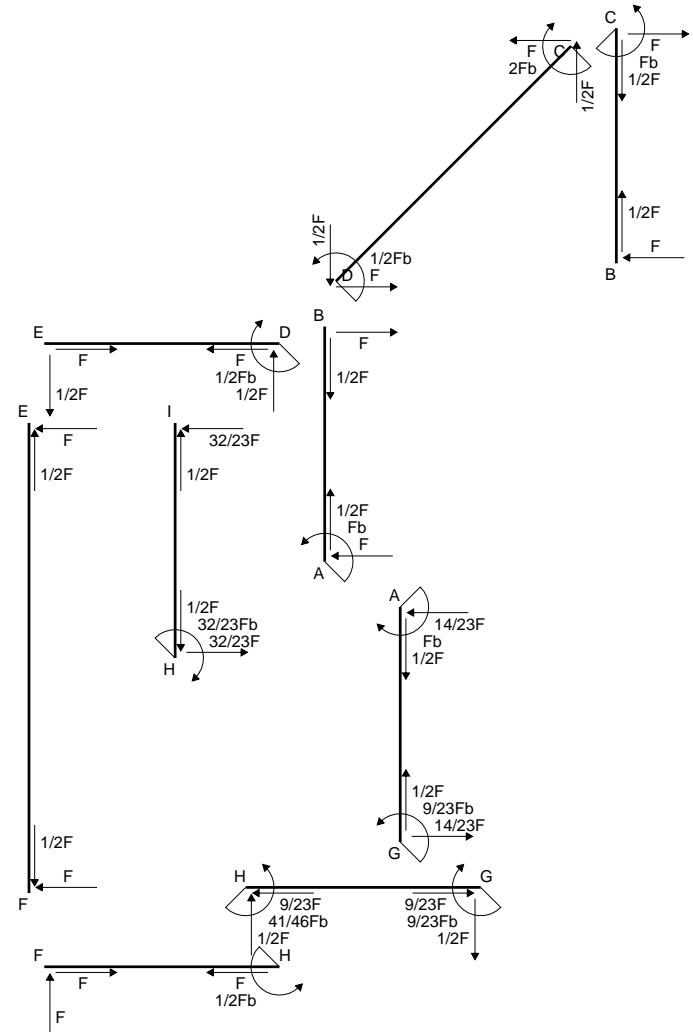 C
F
Fb
1/2F
1/2F
F
B
F
2Fb
C
1/2F
1/2F
1/2Fb
D
F
E
D
F
F
1/2Fb
1/2F
1/2F
B
F
1/2F
1/2F
Fb
F
A
E
F
1/2F
1/2F
F
F
I
32/23F
1/2F
1/2F
32/23Fb
32/23F
H
A
14/23F
Fb
1/2F
1/2F
9/23Fb
14/23F
G
H
G
9/23F
41/46Fb
1/2F
9/23F
9/23Fb
1/2F
F
H
F
F
1/2Fb
F